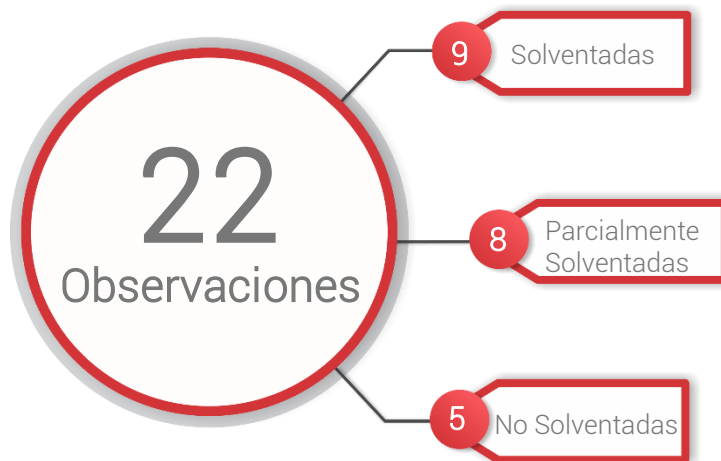 22
Observaciones
9
Solventadas
8
Parcialmente
Solventadas
5
No Solventadas